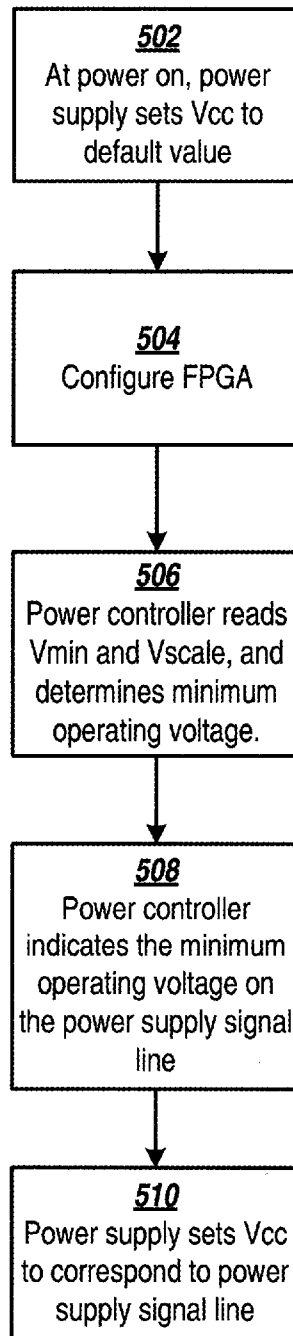 502
At power on, power
supply sets Vcc to
default value
504
Configure FPGA
506
Power controller reads
Vmin and Vscale, and
determines minimum
operating voltage.
508
Power controller
indicates the minimum
operating voltage on
the power supply signal
line
510
Power supply sets Vcc
to correspond to power
supply signal line